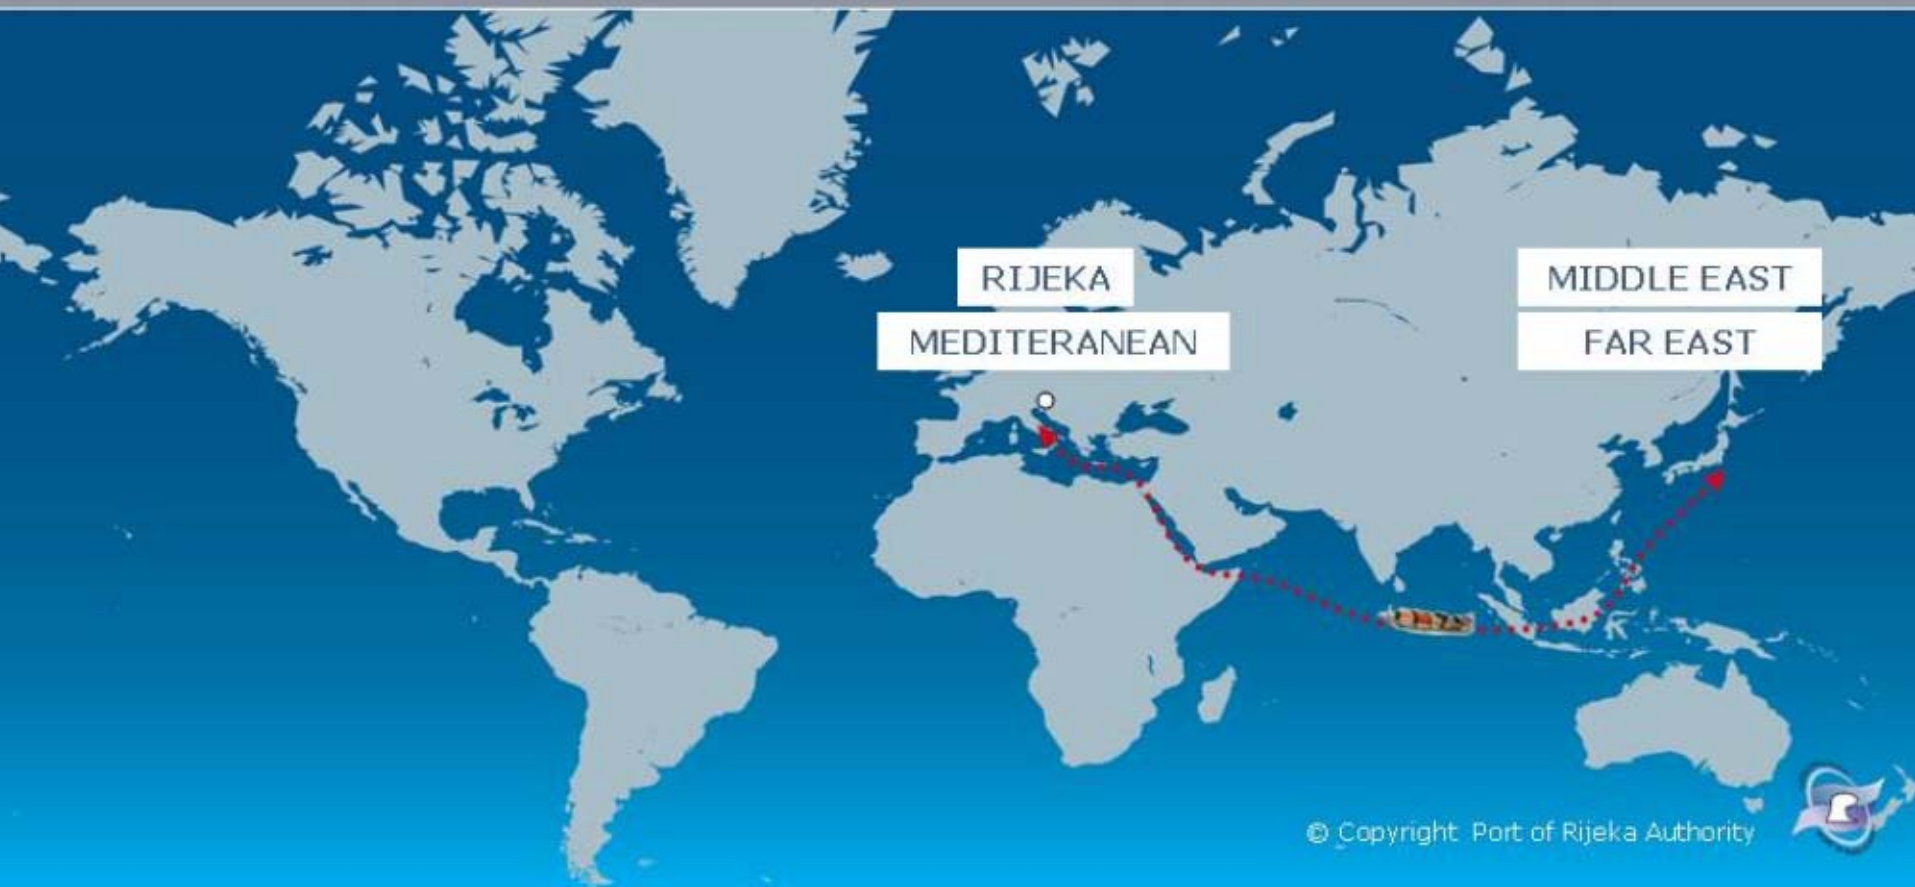 RIJEKA
MEDITERANEAN
MIDDLE EAST
FAR EAST
© Copyright Port of Rijeka Authority